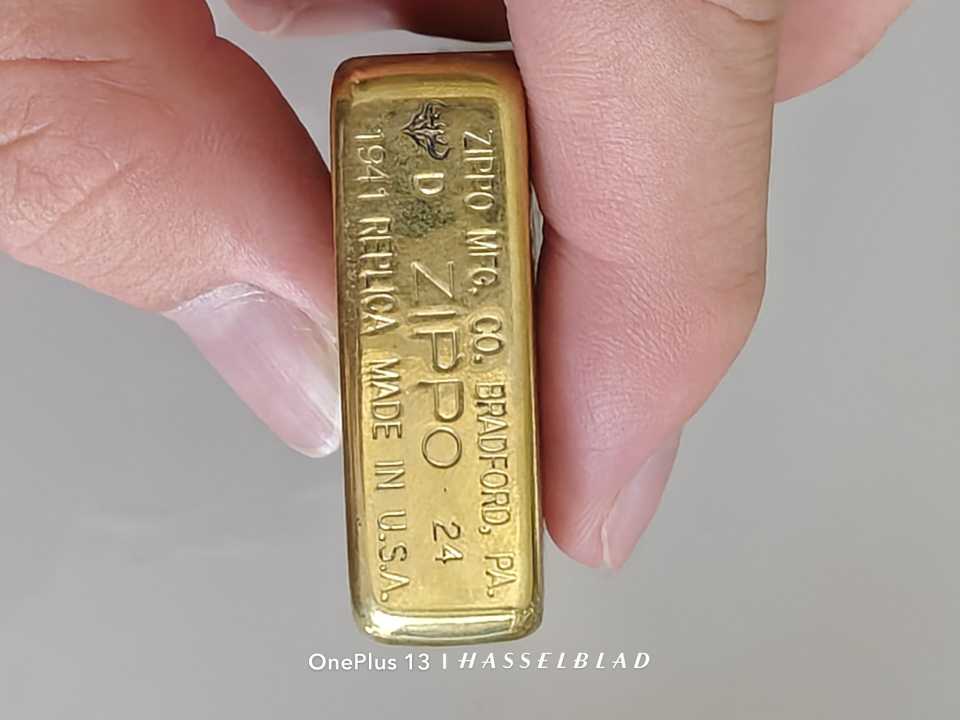 ZIPPO MFG. CO. BRADFORD, PA.
D ZIPPO · 24
1941 REPLICA MADE IN U.S.A.
OnePlus 13 | HASSELBLAD